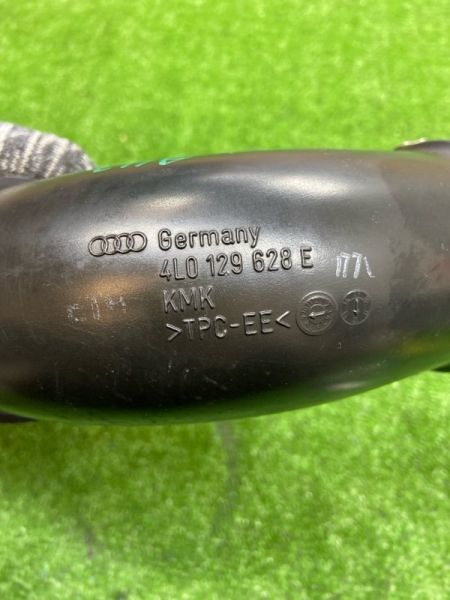 Germany
4L0 129 628 E
KMK
>TPC-EE<